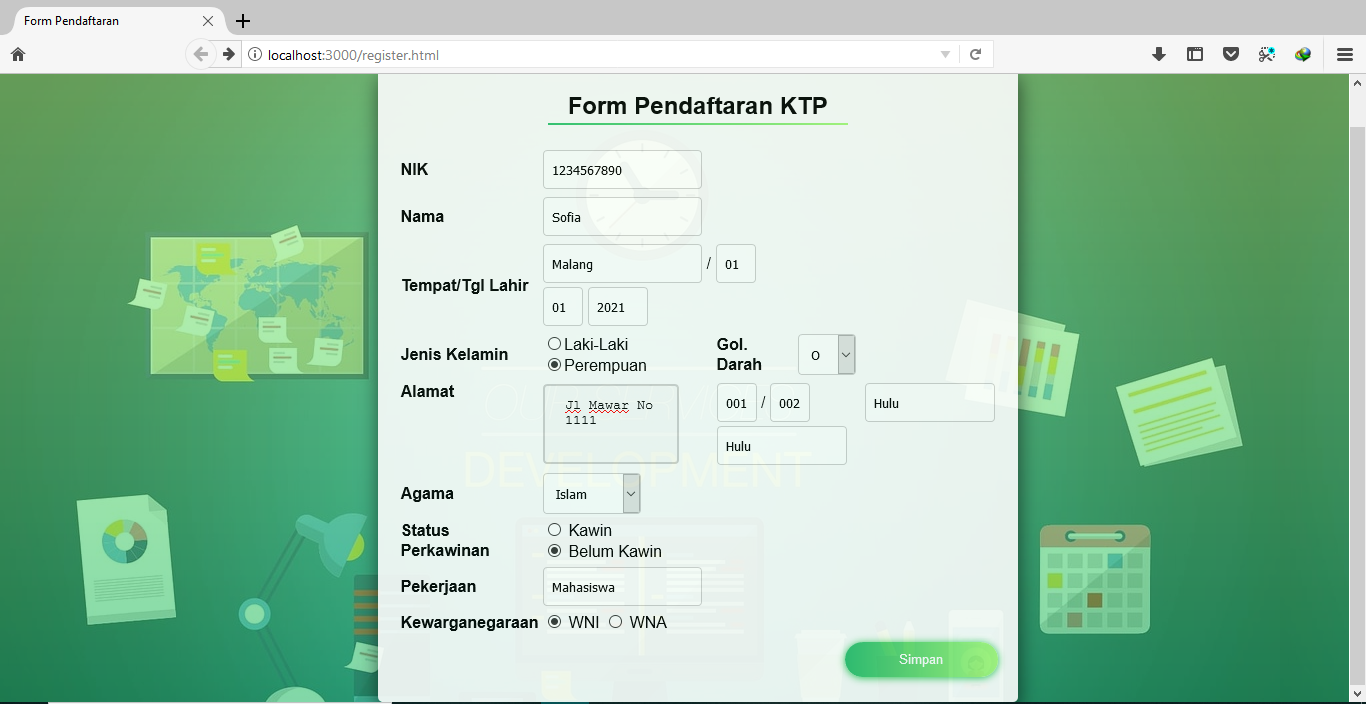 Form Pendaftaran
localhost:3000/register.html
Form Pendaftaran KTP
NIK 1234567890
Nama Sofia
Tempat/Tgl Lahir Malang / 01
01 2021
Jenis Kelamin Laki-Laki
Perempuan
Gol.
Darah O
Alamat Jl Mawar No
1111
001 / 002 Hulu
Hulu
DEVELOPMENT
Agama Islam
Status
Perkawinan
Kawin
Belum Kawin
Pekerjaan Mahasiswa
Kewarganegaraan WNI WNA
Simpan